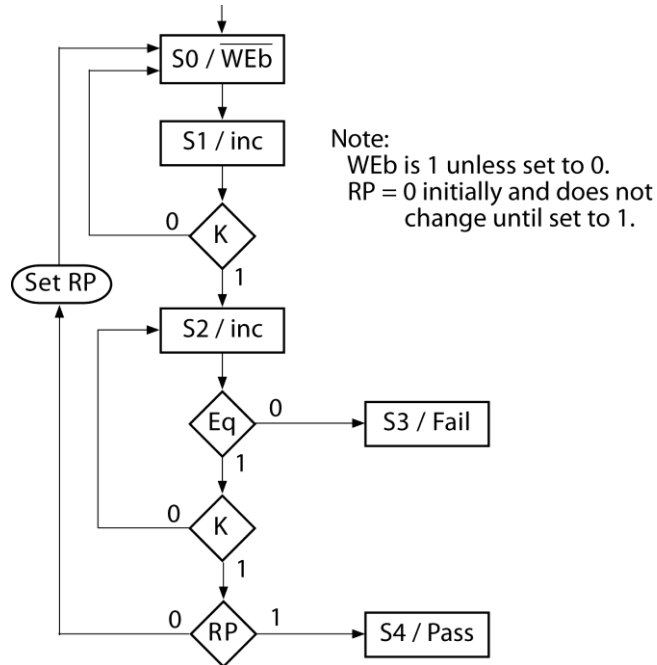 S0 / W̅E̅b̅
S1 / inc
Note:
WEb is 1 unless set to 0.
RP = 0 initially and does not
change until set to 1.
0
K
1
Set RP
S2 / inc
Eq
0
S3 / Fail
1
0
K
1
0
RP
1
S4 / Pass